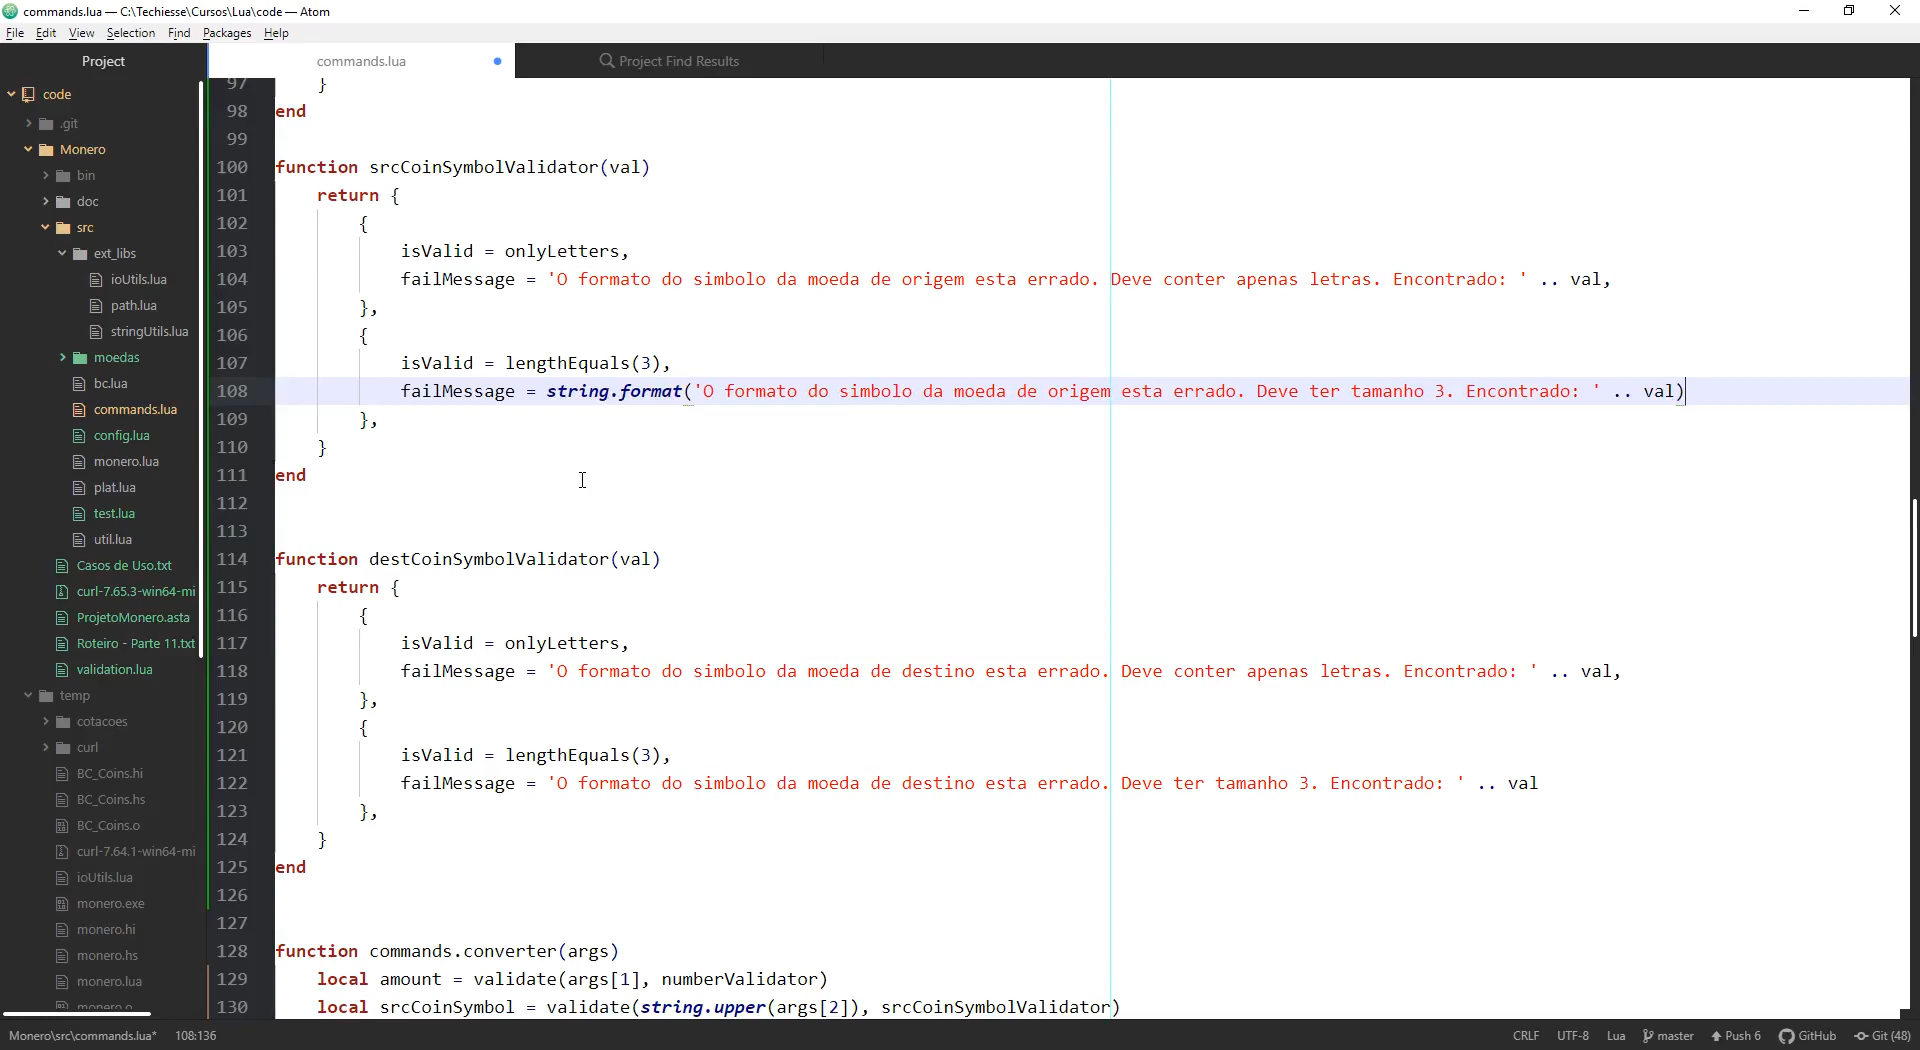 commands.lua — C:\Techiesse\Cursos\Lua\code — Atom
File Edit View Selection Find Packages Help
Project
commands.lua
Project Find Results
code
.git
Monero
bin
doc
src
ext_libs
ioUtils.lua
path.lua
stringUtils.lua
moedas
bc.lua
commands.lua
config.lua
monero.lua
plat.lua
test.lua
util.lua
Casos de Uso.txt
curl-7.65.3-win64-mi
ProjetoMonero.asta
Roteiro - Parte 11.txt
validation.lua
temp
cotacoes
curl
BC_Coins.hi
BC_Coins.hs
BC_Coins.o
curl-7.64.1-win64-mi
ioUtils.lua
monero.exe
monero.hi
monero.hs
monero.lua
monero.o
97 }
98 end
99
100 function srcCoinSymbolValidator(val)
101 return {
102 {
103 isValid = onlyLetters,
104 failMessage = 'O formato do simbolo da moeda de origem esta errado. Deve conter apenas letras. Encontrado: ' .. val,
105 },
106 {
107 isValid = lengthEquals(3),
108 failMessage = string.format('O formato do simbolo da moeda de origem esta errado. Deve ter tamanho 3. Encontrado: ' .. val)
109 },
110 }
111 end
112
113
114 function destCoinSymbolValidator(val)
115 return {
116 {
117 isValid = onlyLetters,
118 failMessage = 'O formato do simbolo da moeda de destino esta errado. Deve conter apenas letras. Encontrado: ' .. val,
119 },
120 {
121 isValid = lengthEquals(3),
122 failMessage = 'O formato do simbolo da moeda de destino esta errado. Deve ter tamanho 3. Encontrado: ' .. val
123 },
124 }
125 end
126
127
128 function commands.converter(args)
129 local amount = validate(args[1], numberValidator)
130 local srcCoinSymbol = validate(string.upper(args[2]), srcCoinSymbolValidator)
Monero\src\commands.lua* 108:136
CRLF UTF-8 Lua master Push 6 GitHub Git (48)